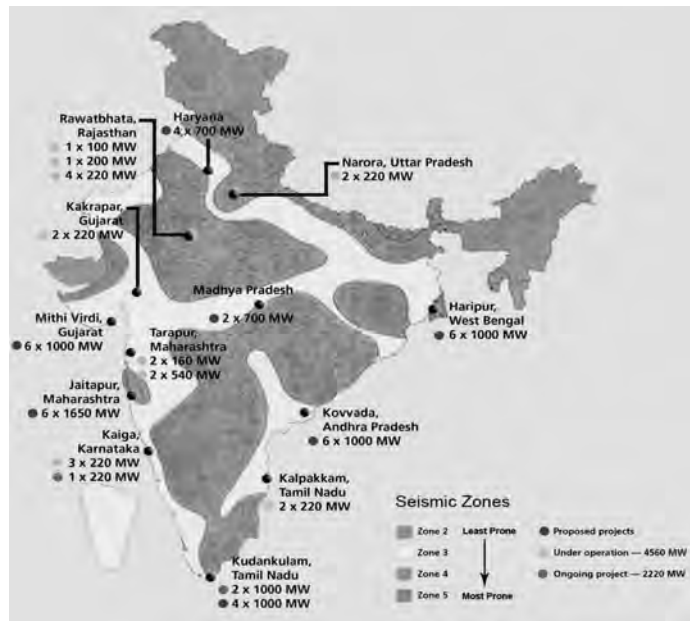 Rawatbhata,
Rajasthan
1 x 100 MW
1 x 200 MW
4 x 220 MW
Haryana
4 x 700 MW
Narora, Uttar Pradesh
2 x 220 MW
Kakrapar,
Gujarat
2 x 220 MW
Madhya Pradesh
2 x 700 MW
Mithi Virdi,
Gujarat
6 x 1000 MW
Tarapur,
Maharashtra
2 x 160 MW
2 x 540 MW
Haripur,
West Bengal
6 x 1000 MW
Jaitapur,
Maharashtra
6 x 1650 MW
Kovvada,
Andhra Pradesh
6 x 1000 MW
Kaiga,
Karnataka
3 x 220 MW
1 x 220 MW
Kalpakkam,
Tamil Nadu
2 x 220 MW
Kudankulam,
Tamil Nadu
2 x 1000 MW
4 x 1000 MW
Seismic Zones
Zone 2 Least Prone
Zone 3
Zone 4
Zone 5 Most Prone
Proposed projects
Under operation — 4560 MW
Ongoing project — 2220 MW